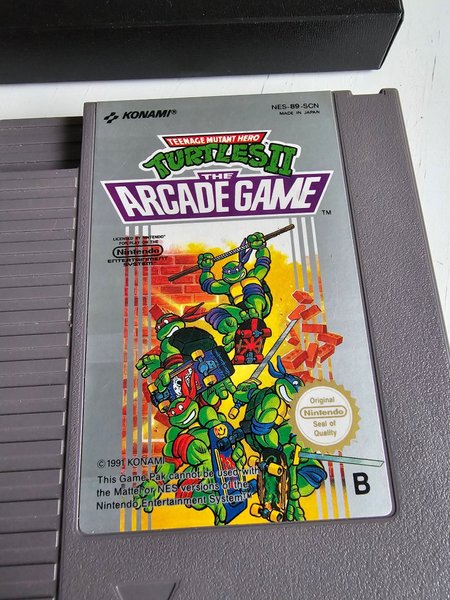 KONAMI®
NES-89-SCN
MADE IN JAPAN
TEENAGE MUTANT HERO
TURTLES II
THE
ARCADE GAME
™
LICENSED BY NINTENDO®
FOR PLAY ON THE
Nintendo
ENTERTAINMENT
SYSTEM
Original
Nintendo
Seal of
Quality
© 1991 KONAMI
This Game Pak cannot be used with
the Mattel or NES versions of the
Nintendo Entertainment System.™
B